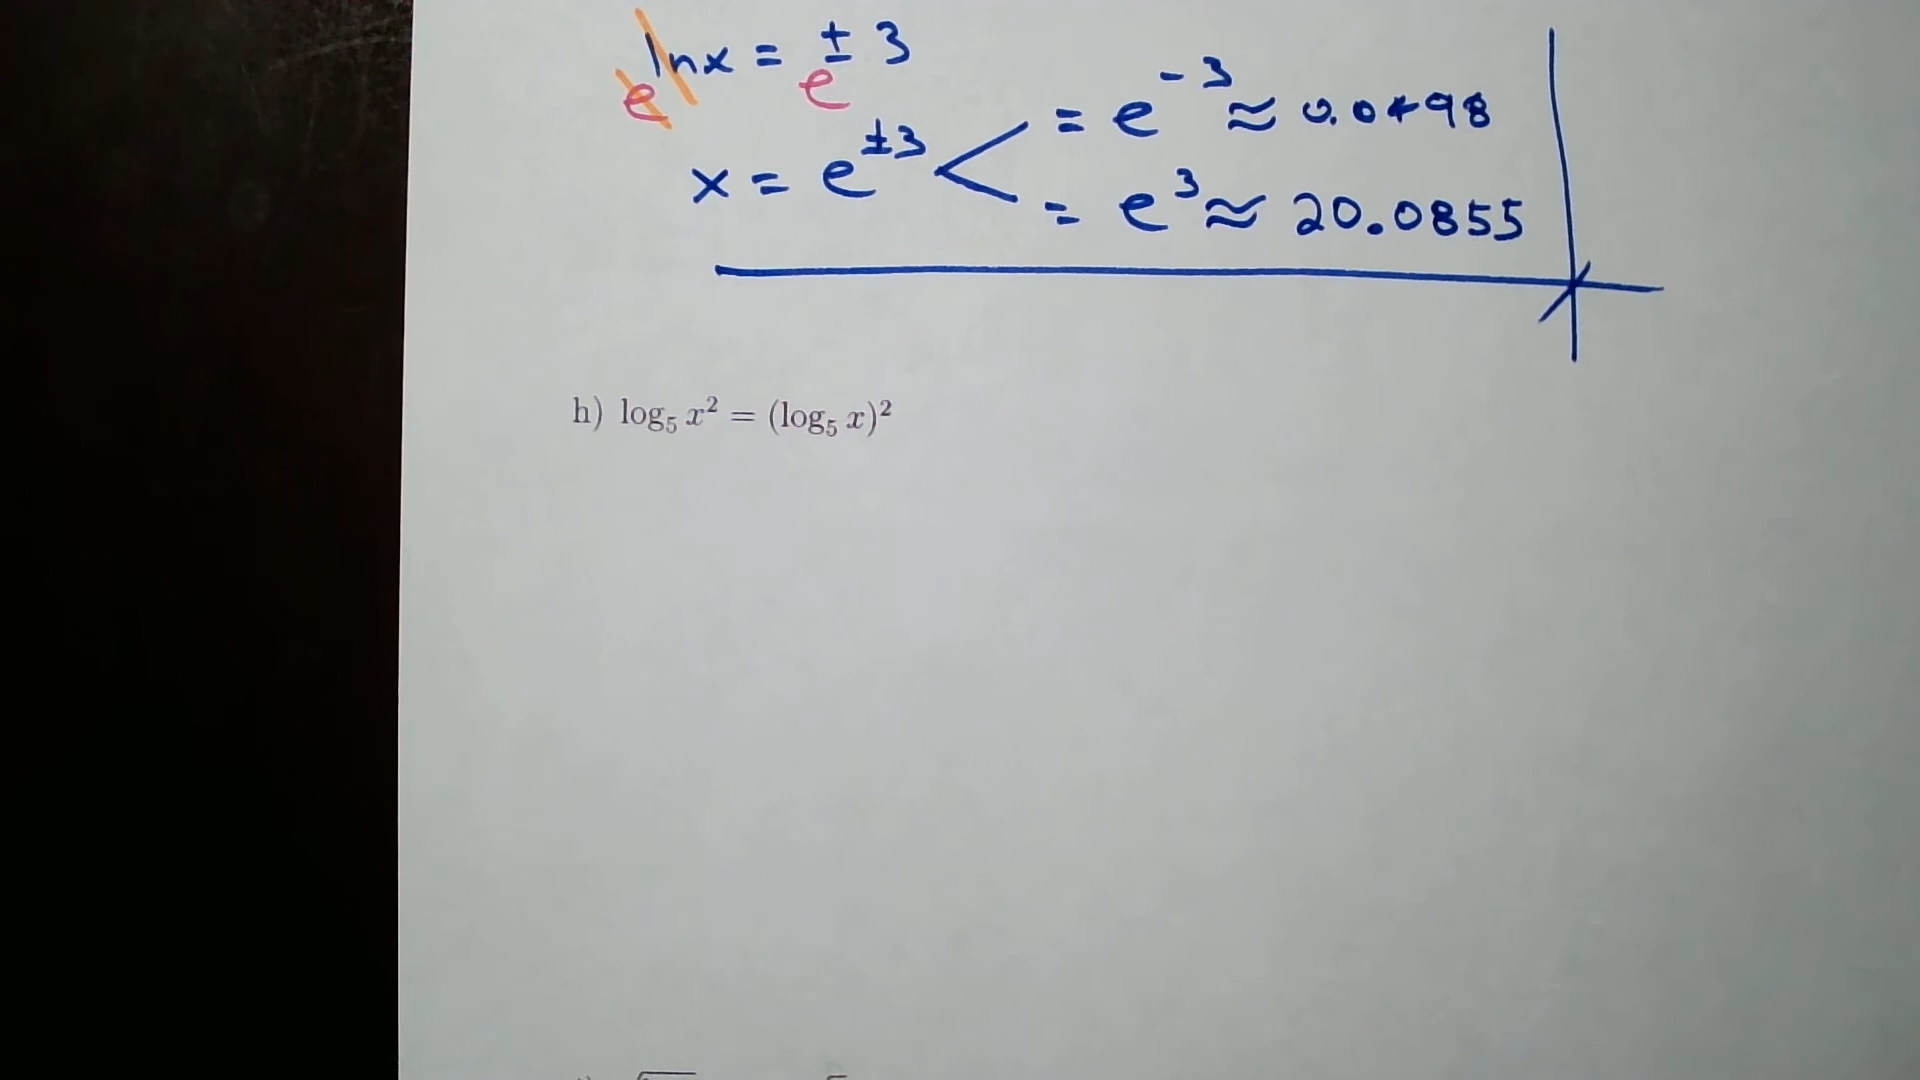 e^ln x = e^±3
x = e^±3 < = e^-3 ≈ 0.0498
= e^3 ≈ 20.0855
h) log₅ x² = (log₅ x)²